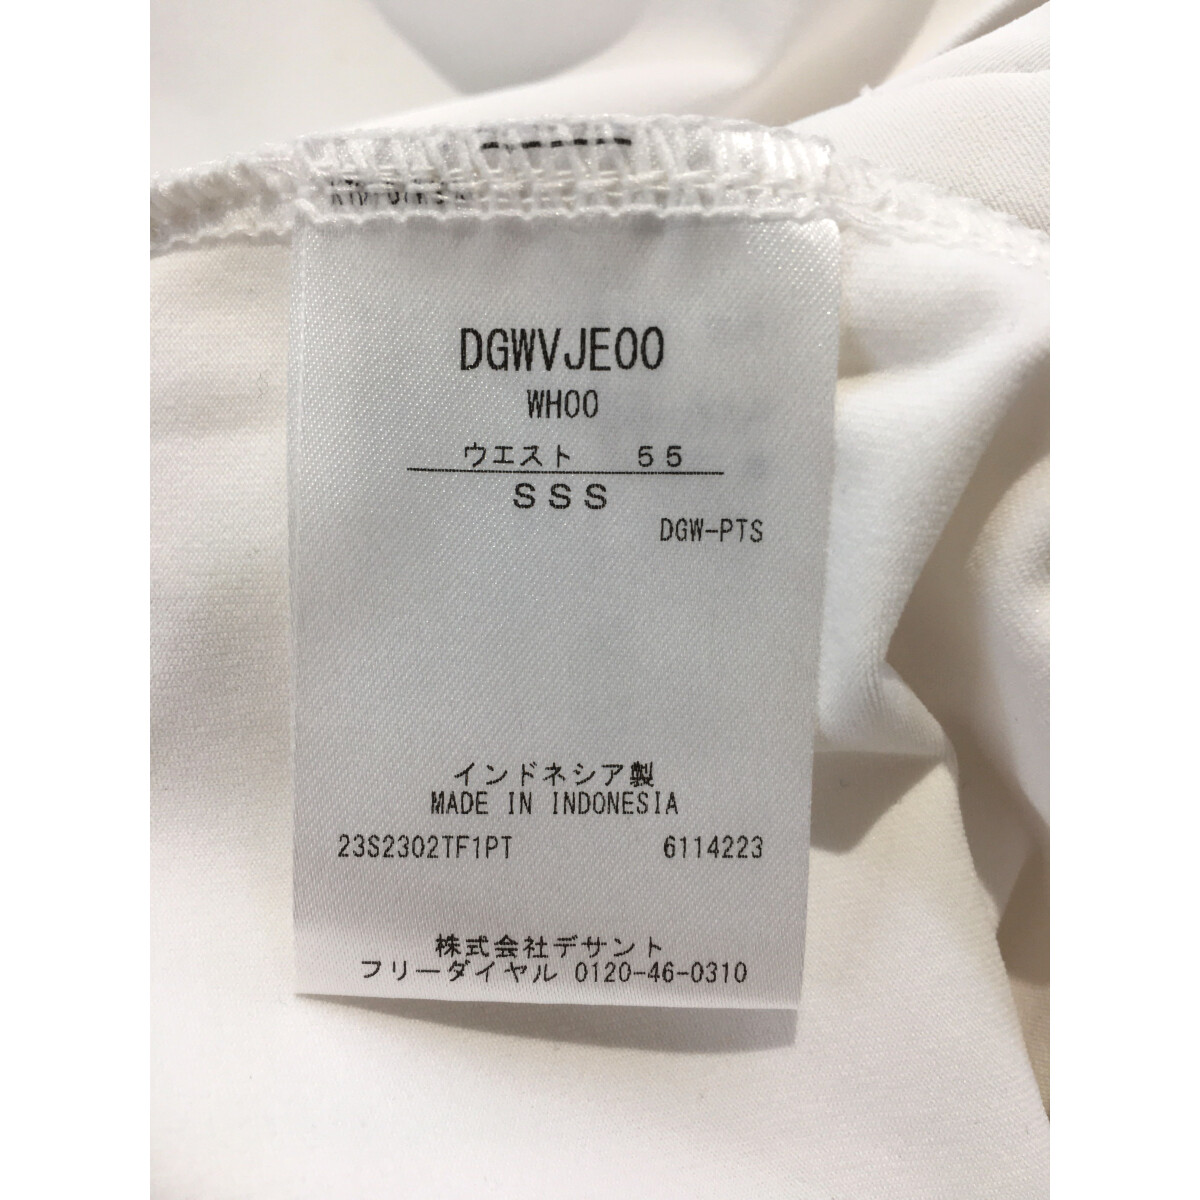 DGWVJE00
WH00
ウエスト 55
SSS
DGW-PTS
インドネシア製
MADE IN INDONESIA
23S2302TF1PT 6114223
株式会社デサント
フリーダイヤル 0120-46-0310